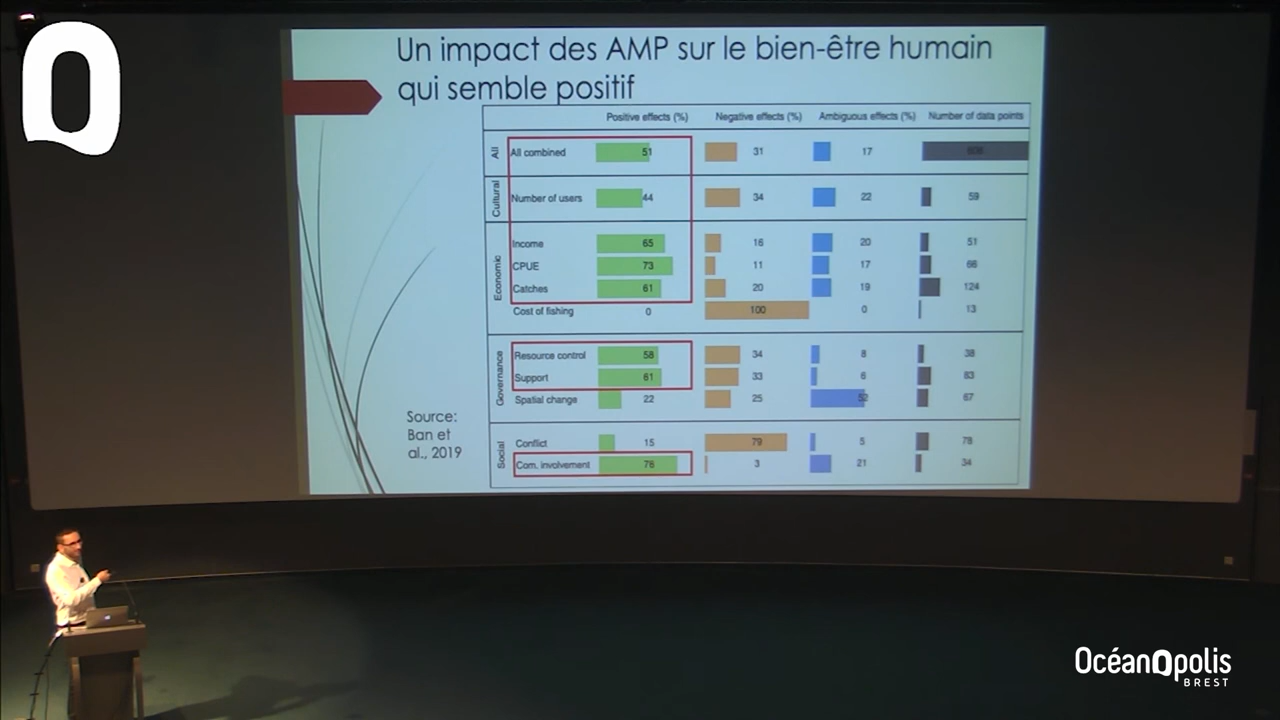 Un impact des AMP sur le bien-être humain
qui semble positif
Positive effects (%) Negative effects (%) Ambiguous effects (%) Number of data points
All
All combined 51 31 17
Cultural
Number of users 44 34 22 59
Economic
Income 65 16 20 51
CPUE 73 11 17 66
Catches 61 20 19 124
Cost of fishing 0 100 0 13
Governance
Resource control 58 34 8 38
Support 61 33 6 83
Spatial change 22 25 52 67
Social
Conflict 15 79 5 78
Com. involvement 76 3 21 34
Source:
Ban et
al., 2019
OcéanOpolis
BREST